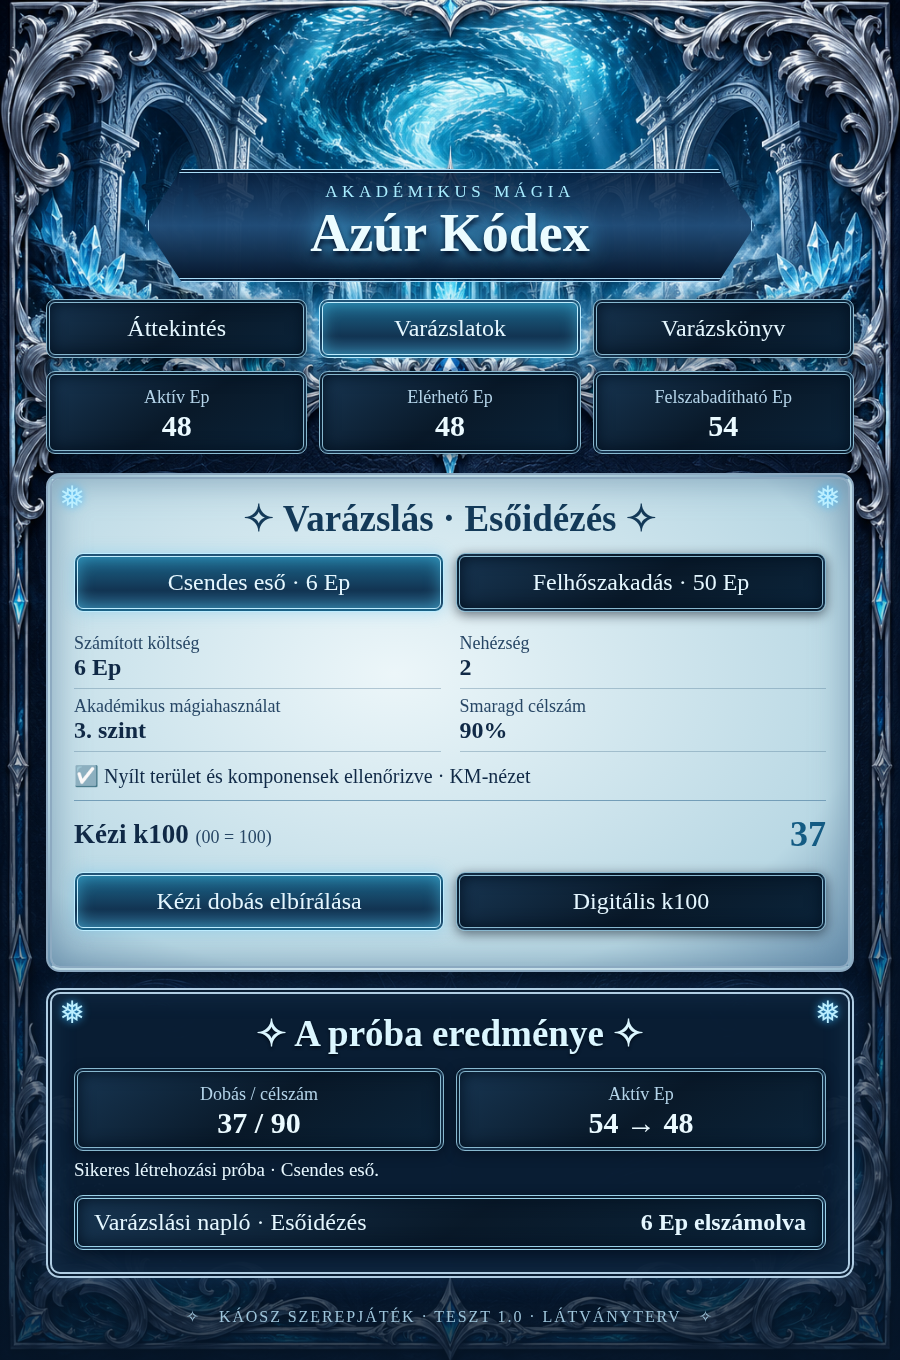 AKADÉMIKUS MÁGIA
Azúr Kódex
Áttekintés
Varázslatok
Varázskönyv
Aktív Ep
48
Elérhető Ep
48
Felszabadítható Ep
54
✧ Varázslás · Esőidézés ✧
Csendes eső · 6 Ep
Felhőszakadás · 50 Ep
Számított költség
6 Ep
Nehézség
2
Akadémikus mágiahasználat
3. szint
Smaragd célszám
90%
☑ Nyílt terület és komponensek ellenőrizve · KM-nézet
Kézi k100 (00 = 100) 37
Kézi dobás elbírálása
Digitális k100
✧ A próba eredménye ✧
Dobás / célszám
37 / 90
Aktív Ep
54 → 48
Sikeres létrehozási próba · Csendes eső.
Varázslási napló · Esőidézés 6 Ep elszámolva
✧ KÁOSZ SZEREPJÁTÉK · TESZT 1.0 · LÁTVÁNYTERV ✧